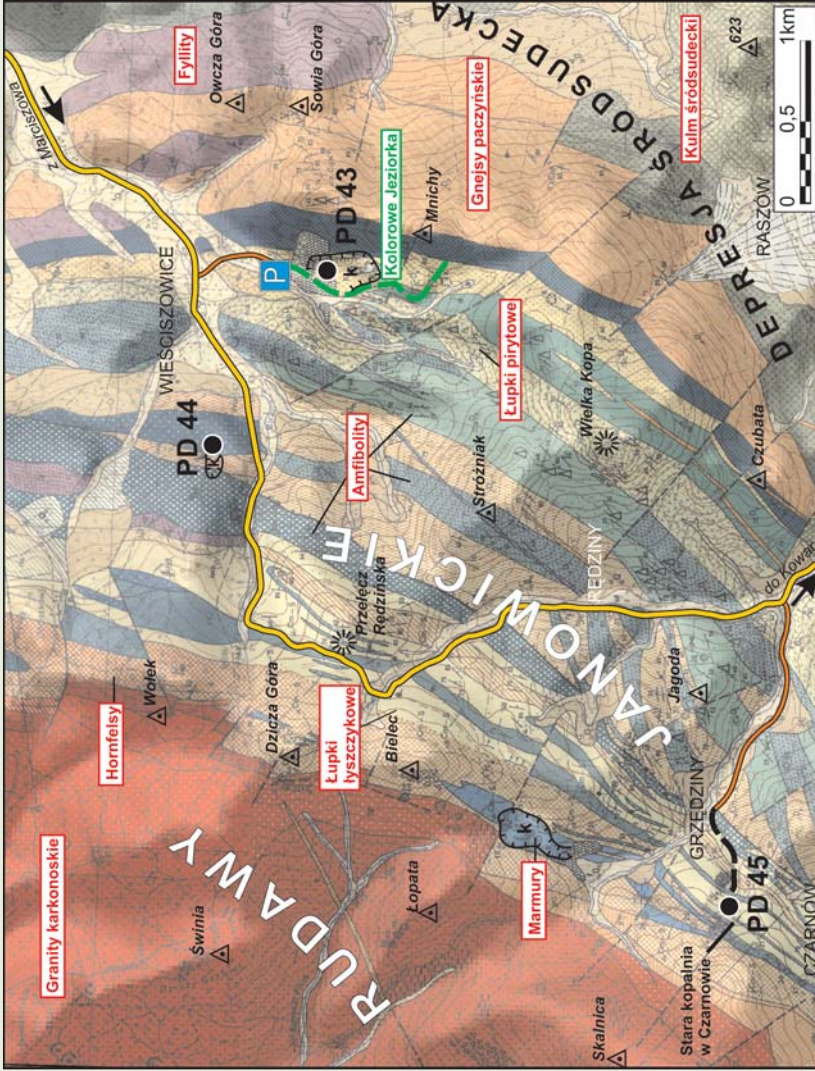 Granity karkonoskie
Hornfelsy
Wołek
Świnia
Dzicza Góra
Łupki
łyszczykowe
Bielec
Łopata
Skalnica
Marmury
k
RUDAWY
JANOWICKIE
z Marciszowa
WIEŚCISZOWICE
Fyllity
Owcza Góra
Sowia Góra
P
PD 43
k
Kolorowe Jeziorka
Mnichy
Gnejsy paczyńskie
PD 44
k
Amfibolity
Przełęcz
Rędzińska
Stróżniak
Łupki pirytowe
Wielka Kopa
RĘDZINY
Czubata
DEPRESJA ŚRÓDSUDECKA
Kulm śródsudecki
623
RASZÓW
Jagoda
GRZĘDZINY
do Kowar
PD 45
Stara kopalnia
w Czarnowie
CZARNÓW
0 0,5 1km